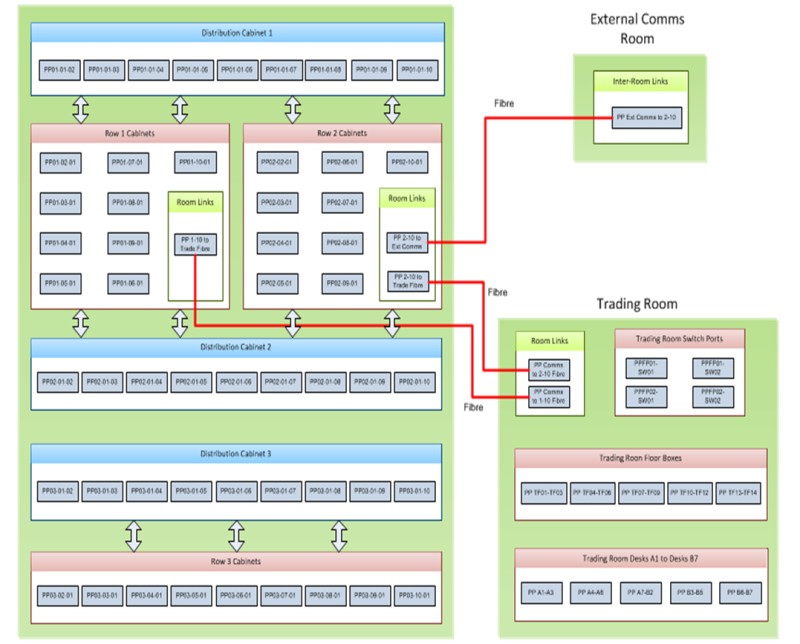 External Comms
Room
Distribution Cabinet 1
PP01-01-02 PP01-01-03 PP01-01-04 PP01-01-05 PP01-01-06 PP01-01-07 PP01-01-08 PP01-01-09 PP01-01-10
Inter-Room Links
PP Ext Comms to 2-10
Fibre
Row 1 Cabinets
PP01-02-01 PP01-07-01 PP01-10-01
PP01-03-01 PP01-08-01
PP01-04-01 PP01-09-01
PP01-05-01 PP01-06-01
Room Links
PP 1-10 to
Trade Fibre
Row 2 Cabinets
PP02-02-01 PP02-06-01 PP02-10-01
PP02-03-01 PP02-07-01
PP02-04-01 PP02-08-01
PP02-05-01 PP02-09-01
Room Links
PP 2-10 to
Ext Comms
PP 2-10 to
Trade Fibre
Fibre
Trading Room
Distribution Cabinet 2
PP02-01-02 PP02-01-03 PP02-01-04 PP02-01-05 PP02-01-06 PP02-01-07 PP02-01-08 PP02-01-09 PP02-01-10
Room Links
PP Comms
to 2-10 Fibre
PP Comms
to 1-10 Fibre
Fibre
Trading Room Switch Ports
PPFP01-
SW01
PPFP01-
SW02
PPFP02-
SW01
PPFP02-
SW02
Distribution Cabinet 3
PP03-01-02 PP03-01-03 PP03-01-04 PP03-01-05 PP03-01-06 PP03-01-07 PP03-01-08 PP03-01-09 PP03-01-10
Trading Room Floor Boxes
PP TF01-TF03 PP TF04-TF06 PP TF07-TF09 PP TF10-TF12 PP TF13-TF14
Row 3 Cabinets
PP03-02-01 PP03-03-01 PP03-04-01 PP03-05-01 PP03-06-01 PP03-07-01 PP03-08-01 PP03-09-01 PP03-10-01
Trading Room Desks A1 to Desks B7
PP A1-A3 PP A4-A6 PP A7-B2 PP B3-B5 PP B6-B7